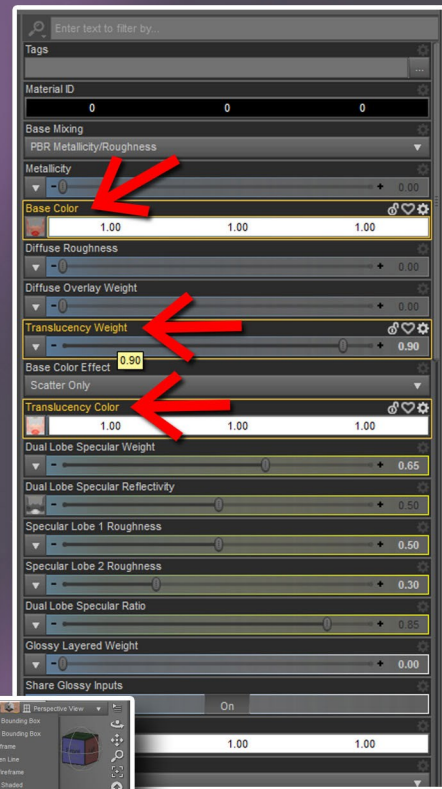 Enter text to filter by...
Tags
...
Material ID
0 0 0
Base Mixing
PBR Metallicity/Roughness
Metallicity
- + 0.00
Base Color
1.00 1.00 1.00
Diffuse Roughness
- + 0.00
Diffuse Overlay Weight
- + 0.00
Translucency Weight
- + 0.90
0.90
Base Color Effect
Scatter Only
Translucency Color
1.00 1.00 1.00
Dual Lobe Specular Weight
- + 0.65
Dual Lobe Specular Reflectivity
- + 0.50
Specular Lobe 1 Roughness
- + 0.50
Specular Lobe 2 Roughness
- + 0.30
Dual Lobe Specular Ratio
- + 0.85
Glossy Layered Weight
- + 0.00
Share Glossy Inputs
On
1.00 1.00
Perspective View
Bounding Box
Bounding Box
Shaded